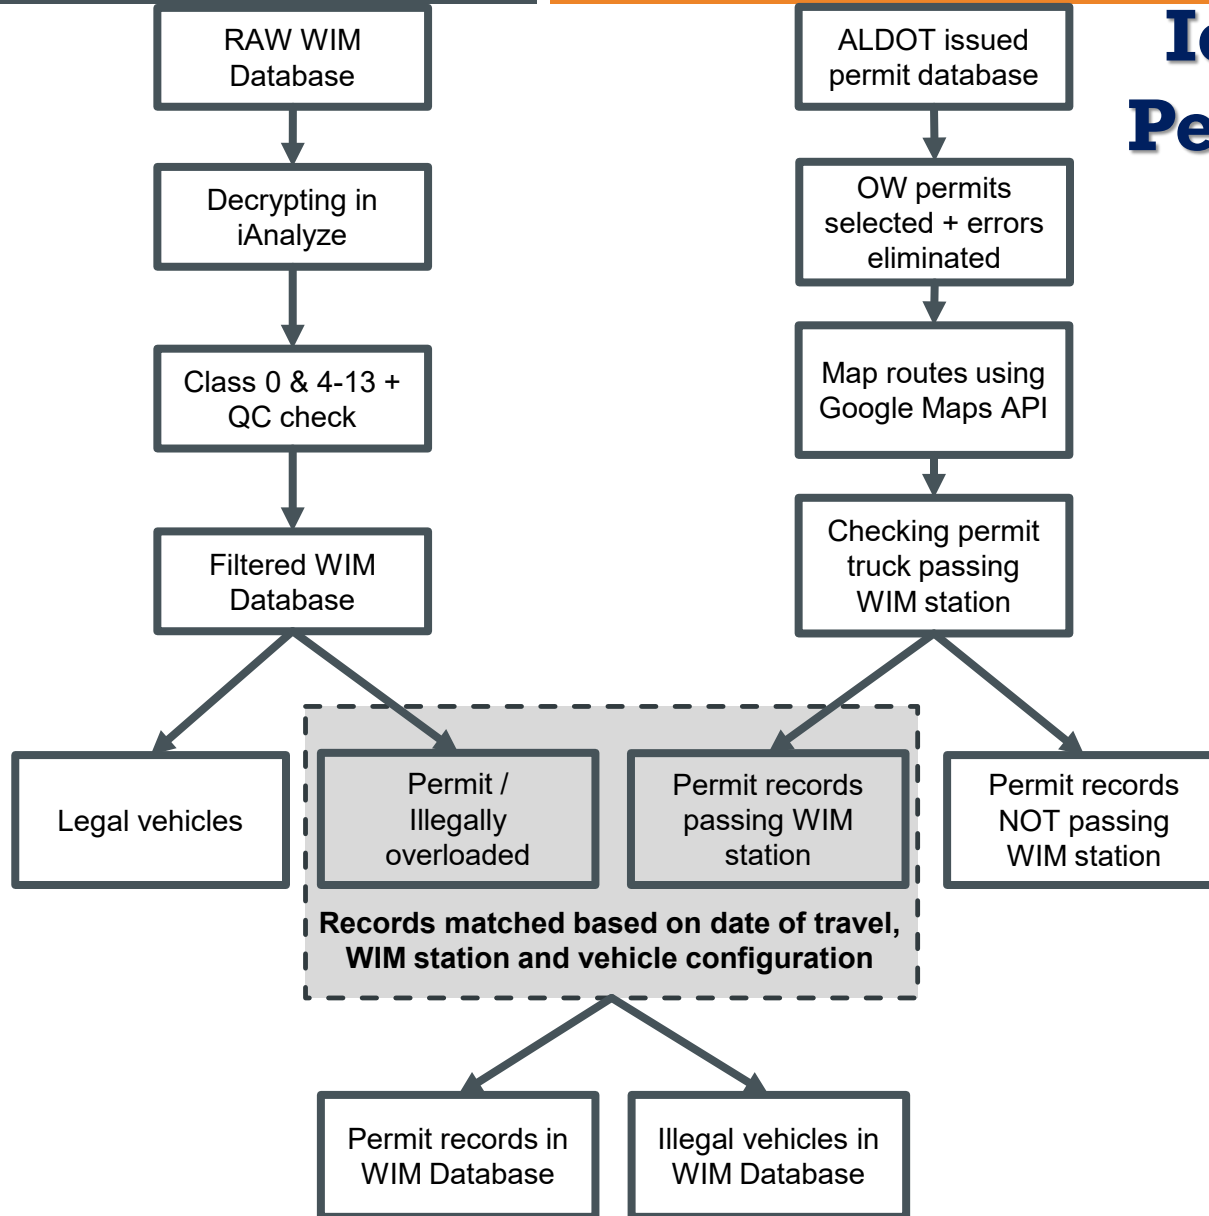 RAW WIM
Database
Decrypting in
iAnalyze
Class 0 & 4-13 +
QC check
Filtered WIM
Database
ALDOT issued
permit database
OW permits
selected + errors
eliminated
Map routes using
Google Maps API
Checking permit
truck passing
WIM station
Legal vehicles
Permit /
Illegally
overloaded
Permit records
passing WIM
station
Permit records
NOT passing
WIM station
Records matched based on date of travel,
WIM station and vehicle configuration
Permit records in
WIM Database
Illegal vehicles in
WIM Database